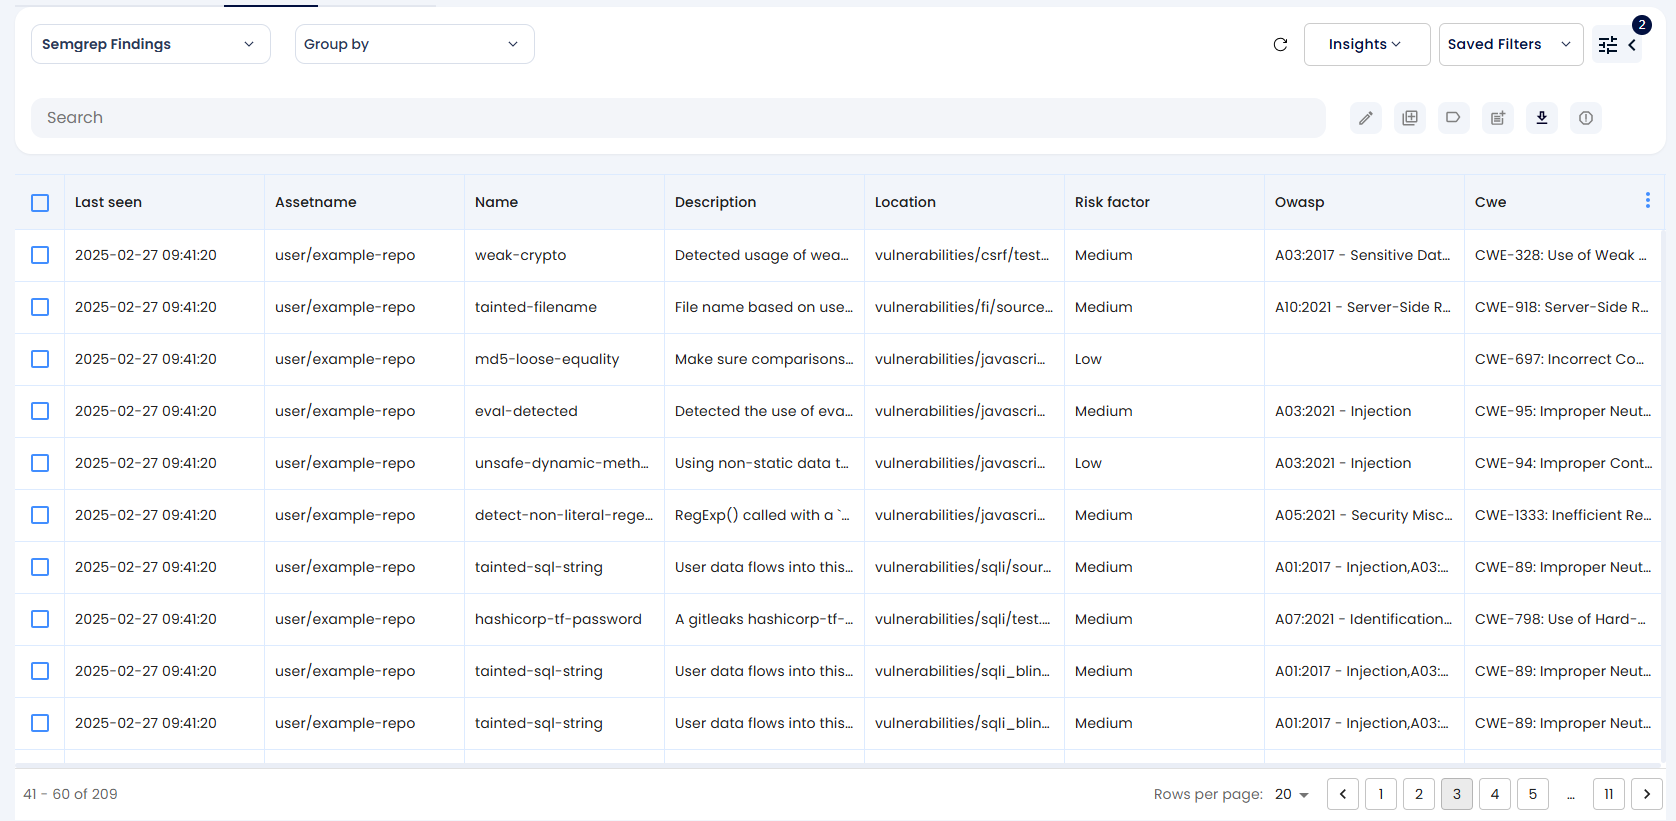 2
Semgrep Findings Group by Insights Saved Filters
Search
Last seen Assetname Name Description Location Risk factor Owasp Cwe
2025-02-27 09:41:20 user/example-repo weak-crypto Detected usage of wea... vulnerabilities/csrf/test... Medium A03:2017 - Sensitive Dat... CWE-328: Use of Weak ...
2025-02-27 09:41:20 user/example-repo tainted-filename File name based on use... vulnerabilities/fi/source... Medium A10:2021 - Server-Side R... CWE-918: Server-Side R...
2025-02-27 09:41:20 user/example-repo md5-loose-equality Make sure comparisons... vulnerabilities/javascri... Low CWE-697: Incorrect Co...
2025-02-27 09:41:20 user/example-repo eval-detected Detected the use of eva... vulnerabilities/javascri... Medium A03:2021 - Injection CWE-95: Improper Neut...
2025-02-27 09:41:20 user/example-repo unsafe-dynamic-meth... Using non-static data t... vulnerabilities/javascri... Low A03:2021 - Injection CWE-94: Improper Cont...
2025-02-27 09:41:20 user/example-repo detect-non-literal-rege... RegExp() called with a `... vulnerabilities/javascri... Medium A05:2021 - Security Misc... CWE-1333: Inefficient Re...
2025-02-27 09:41:20 user/example-repo tainted-sql-string User data flows into this... vulnerabilities/sqli/sour... Medium A01:2017 - Injection,A03:... CWE-89: Improper Neut...
2025-02-27 09:41:20 user/example-repo hashicorp-tf-password A gitleaks hashicorp-tf-... vulnerabilities/sqli/test.... Medium A07:2021 - Identification... CWE-798: Use of Hard-...
2025-02-27 09:41:20 user/example-repo tainted-sql-string User data flows into this... vulnerabilities/sqli_blin... Medium A01:2017 - Injection,A03:... CWE-89: Improper Neut...
2025-02-27 09:41:20 user/example-repo tainted-sql-string User data flows into this... vulnerabilities/sqli_blin... Medium A01:2017 - Injection,A03:... CWE-89: Improper Neut...
41 - 60 of 209 Rows per page: 20 1 2 3 4 5 ... 11